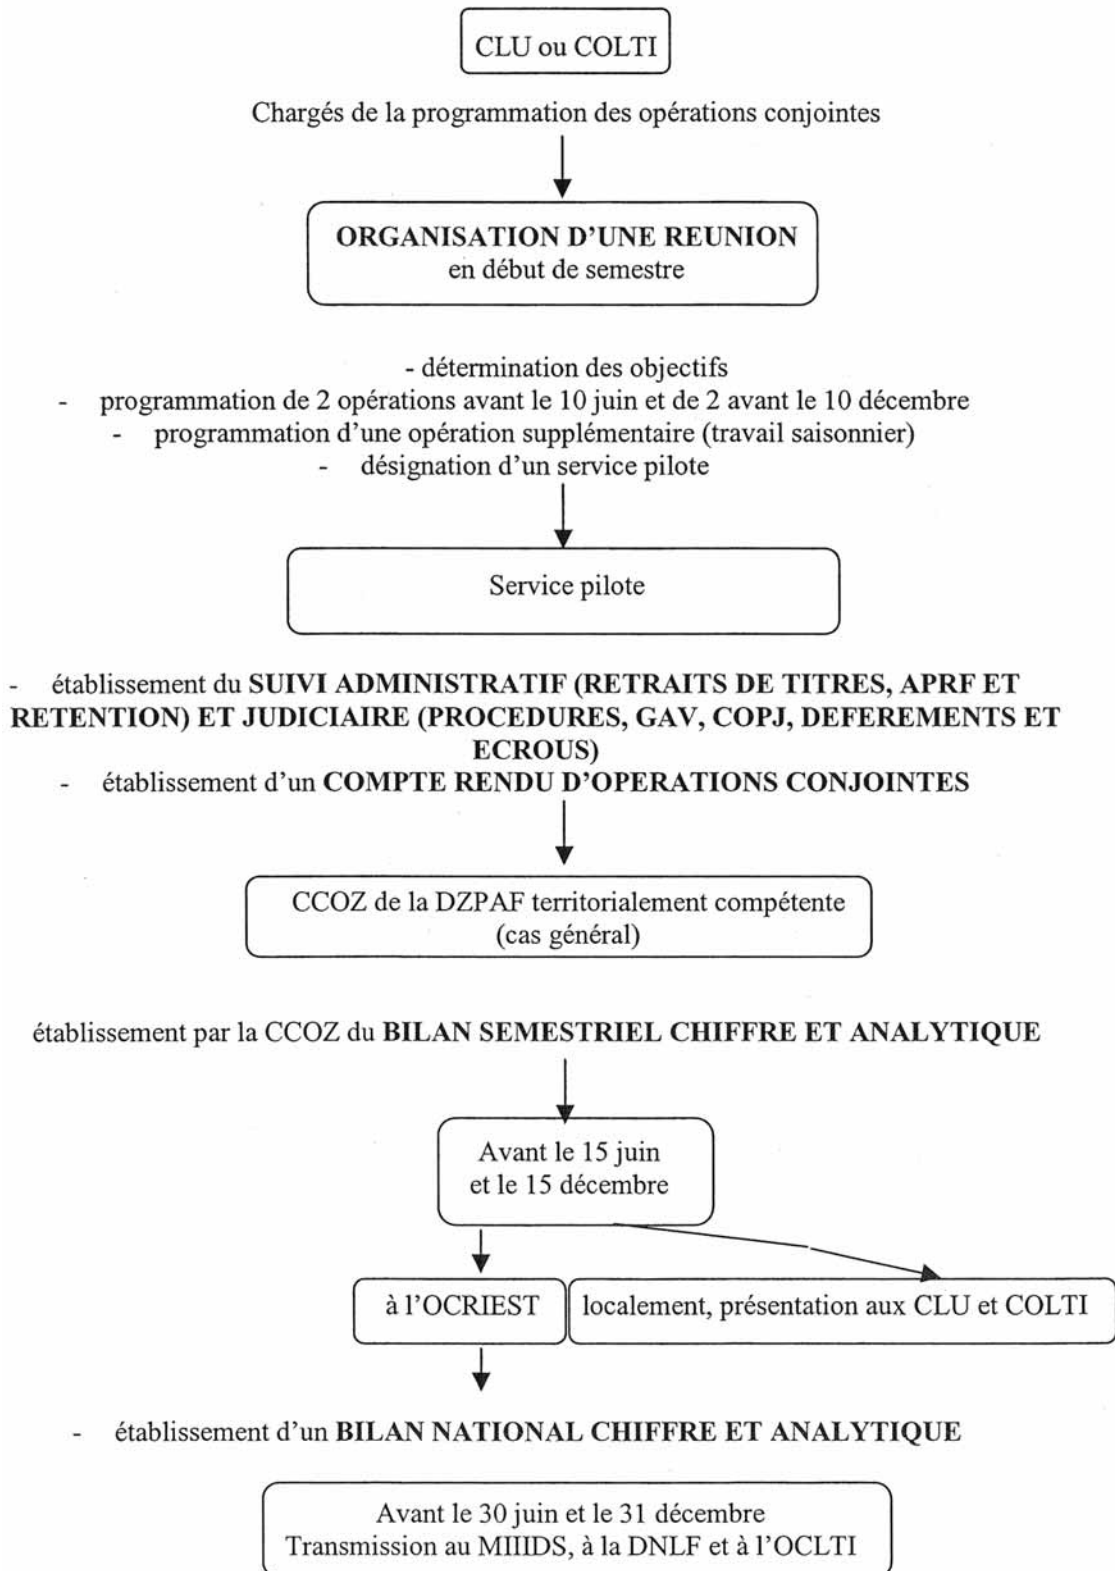 CLU ou COLTI
Chargés de la programmation des opérations conjointes
ORGANISATION D'UNE REUNION
en début de semestre
- détermination des objectifs
- programmation de 2 opérations avant le 10 juin et de 2 avant le 10 décembre
- programmation d'une opération supplémentaire (travail saisonnier)
- désignation d'un service pilote
Service pilote
- établissement du SUIVI ADMINISTRATIF (RETRAITS DE TITRES, APRF ET
RETENTION) ET JUDICIAIRE (PROCEDURES, GAV, COPJ, DEFEREMENTS ET
ECROUS)
- établissement d'un COMPTE RENDU D'OPERATIONS CONJOINTES
CCOZ de la DZPAF territorialement compétente
(cas général)
établissement par la CCOZ du BILAN SEMESTRIEL CHIFFRE ET ANALYTIQUE
Avant le 15 juin
et le 15 décembre
à l'OCRIEST
localement, présentation aux CLU et COLTI
- établissement d'un BILAN NATIONAL CHIFFRE ET ANALYTIQUE
Avant le 30 juin et le 31 décembre
Transmission au MIIIDS, à la DNLF et à l'OCLTI